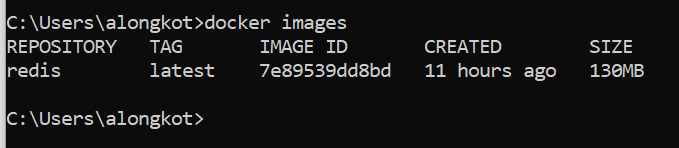 C:\Users\alongkot>docker images
REPOSITORY   TAG       IMAGE ID       CREATED        SIZE
redis        latest    7e89539dd8bd   11 hours ago   130MB
C:\Users\alongkot>